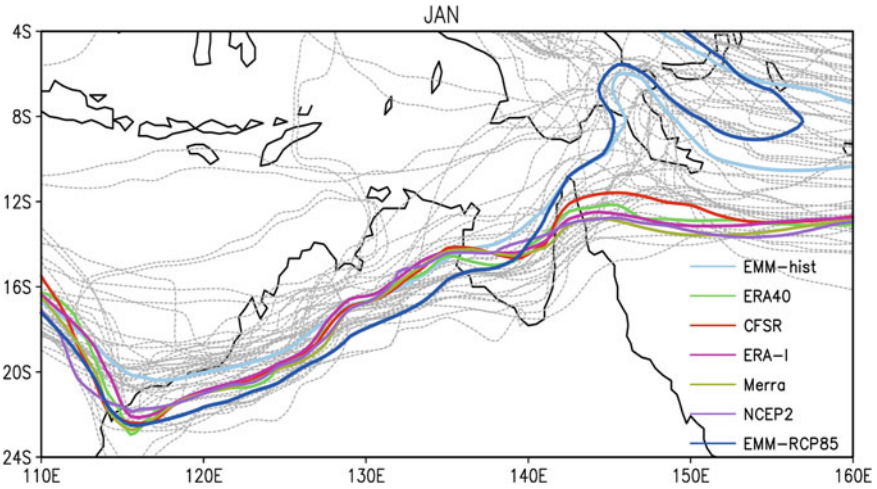 JAN
4S
8S
12S
16S
20S
24S
110E
120E
130E
140E
150E
160E
EMM-hist
ERA40
CFSR
ERA-I
Merra
NCEP2
EMM-RCP85